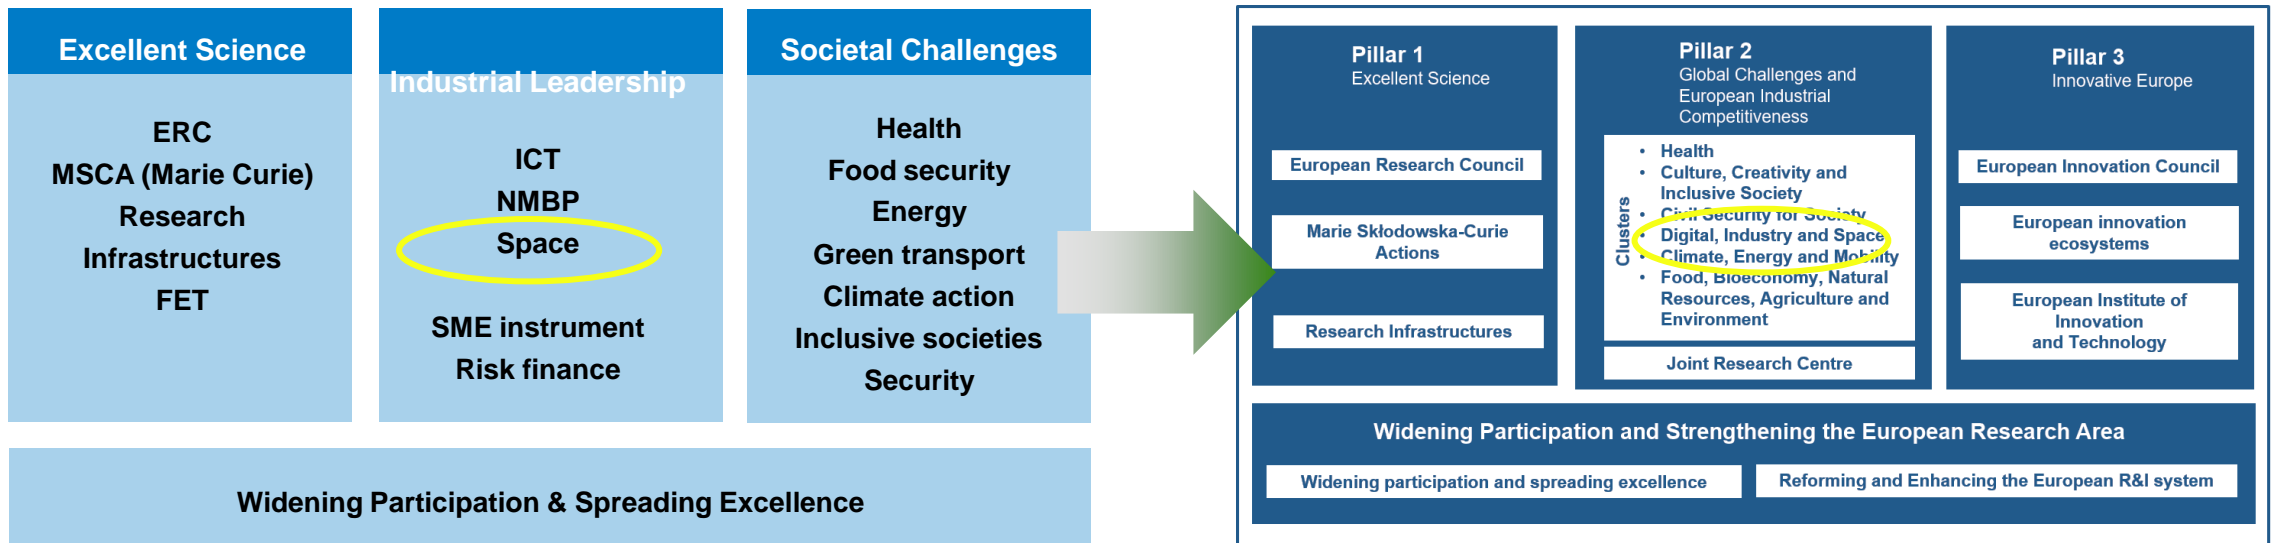 Excellent Science
ERC
MSCA (Marie Curie)
Research
Infrastructures
FET
Industrial Leadership
ICT
NMBP
Space
SME instrument
Risk finance
Societal Challenges
Health
Food security
Energy
Green transport
Climate action
Inclusive societies
Security
Widening Participation & Spreading Excellence
Pillar 1
Excellent Science
European Research Council
Marie Skłodowska-Curie
Actions
Research Infrastructures
Pillar 2
Global Challenges and
European Industrial
Competitiveness
Clusters
• Health
• Culture, Creativity and
Inclusive Society
• Civil Security for Society
• Digital, Industry and Space
• Climate, Energy and Mobility
• Food, Bioeconomy, Natural
Resources, Agriculture and
Environment
Joint Research Centre
Pillar 3
Innovative Europe
European Innovation Council
European innovation
ecosystems
European Institute of
Innovation
and Technology
Widening Participation and Strengthening the European Research Area
Widening participation and spreading excellence
Reforming and Enhancing the European R&I system